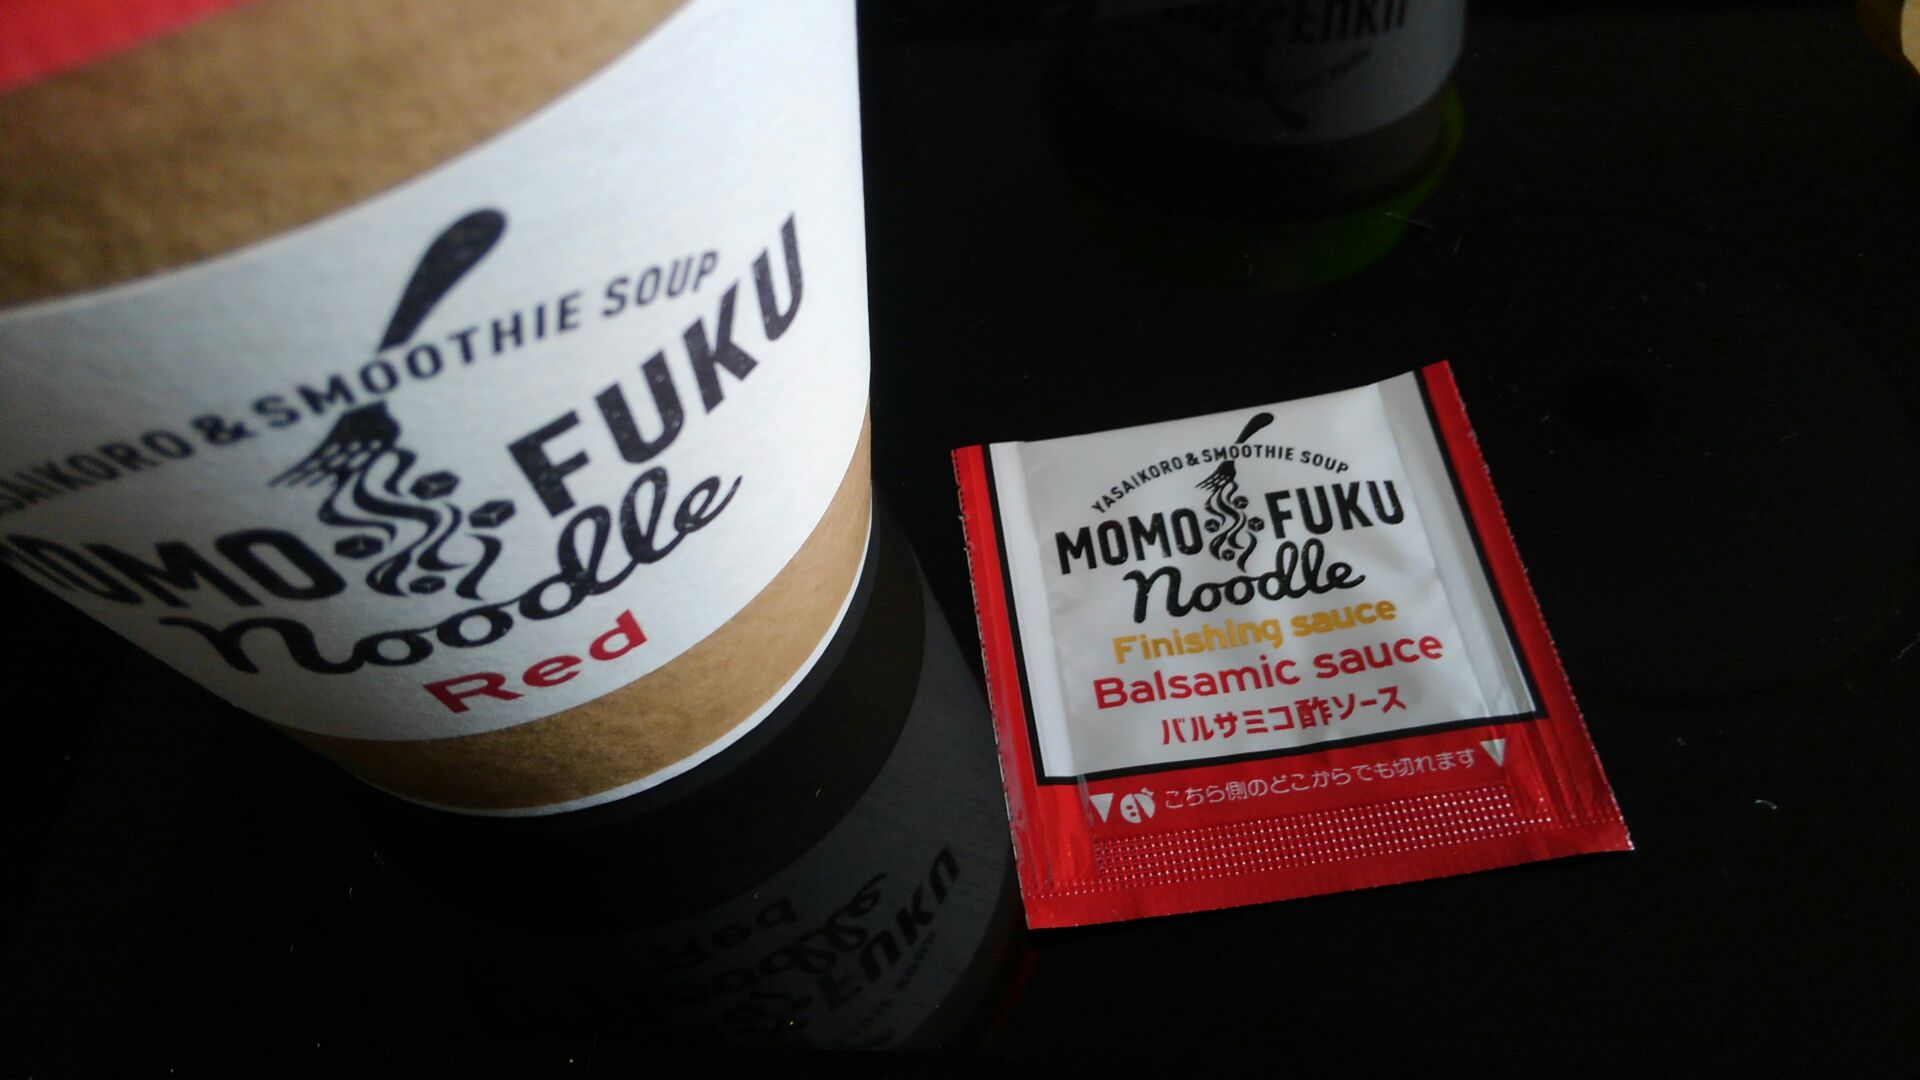 YASAIKORO & SMOOTHIE SOUP
MOMO FUKU
Noodle
Red
YASAIKORO & SMOOTHIE SOUP
MOMO FUKU
Noodle
Finishing sauce
Balsamic sauce
バルサミコ酢ソース
こちら側のどこからでも切れます